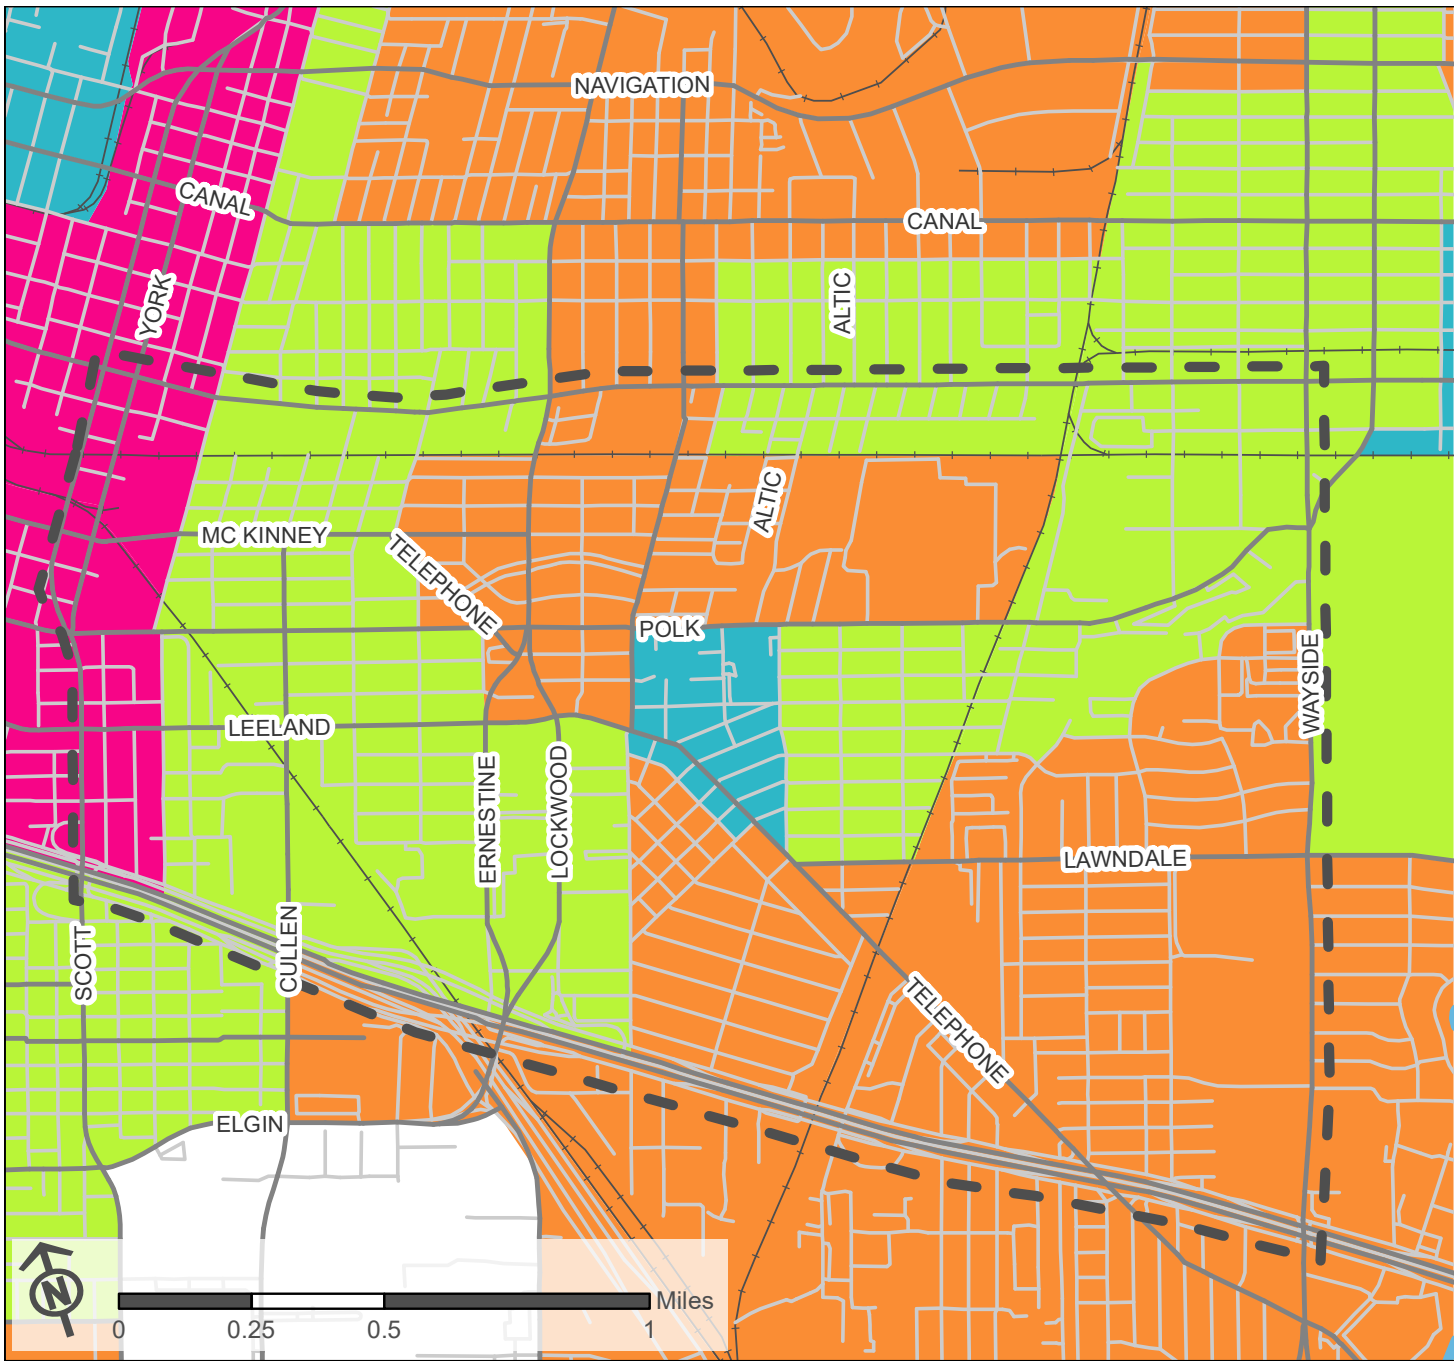 NAVIGATION
CANAL
CANAL
YORK
ALTIC
ALTIC
MC KINNEY
TELEPHONE
POLK
WAYSIDE
LEELAND
ERNESTINE
LOCKWOOD
LAWNDALE
SCOTT
CULLEN
TELEPHONE
ELGIN
N
Miles
0 0.25 0.5 1